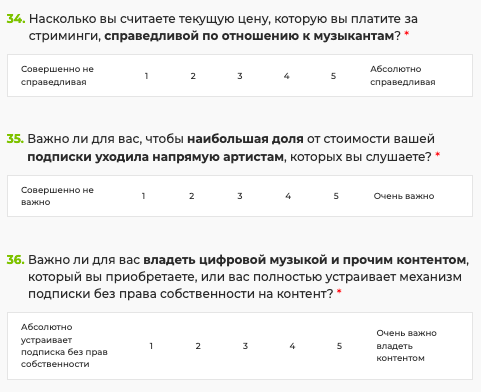 34. Насколько вы считаете текущую цену, которую вы платите за
стриминги, справедливой по отношению к музыкантам? *
Совершенно не
справедливая
1 2 3 4 5
Абсолютно
справедливая
35. Важно ли для вас, чтобы наибольшая доля от стоимости вашей
подписки уходила напрямую артистам, которых вы слушаете? *
Совершенно не
важно
1 2 3 4 5
Очень важно
36. Важно ли для вас владеть цифровой музыкой и прочим контентом,
который вы приобретаете, или вас полностью устраивает механизм
подписки без права собственности на контент? *
Абсолютно
устраивает
подписка без прав
собственности
1 2 3 4 5
Очень важно
владеть
контентом